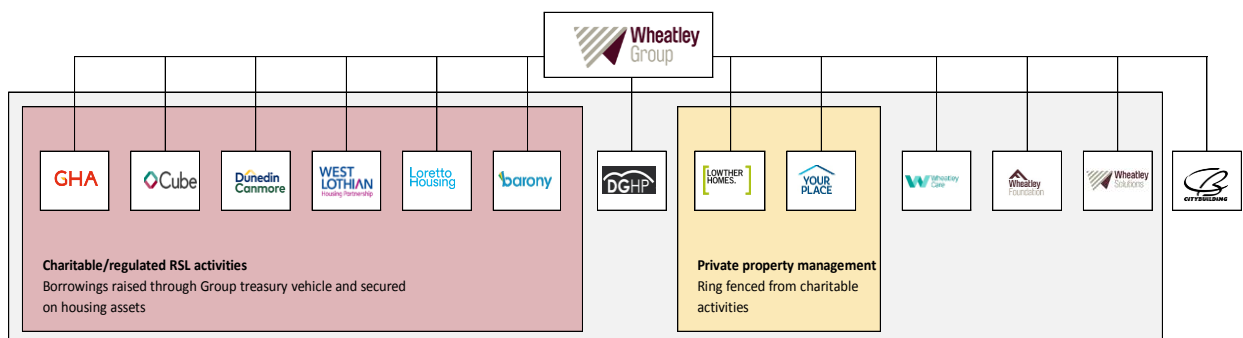 Wheatley
Group
GHA
Cube
Dunedin
Canmore
WEST
LOTHIAN
Housing Partnership
Loretto
Housing
barony
DGHP
LOWTHER
HOMES.
YOUR
PLACE
Wheatley
Care
Wheatley
Foundation
Wheatley
Solutions
CITYBUILDING
Charitable/regulated RSL activities
Borrowings raised through Group treasury vehicle and secured
on housing assets
Private property management
Ring fenced from charitable
activities